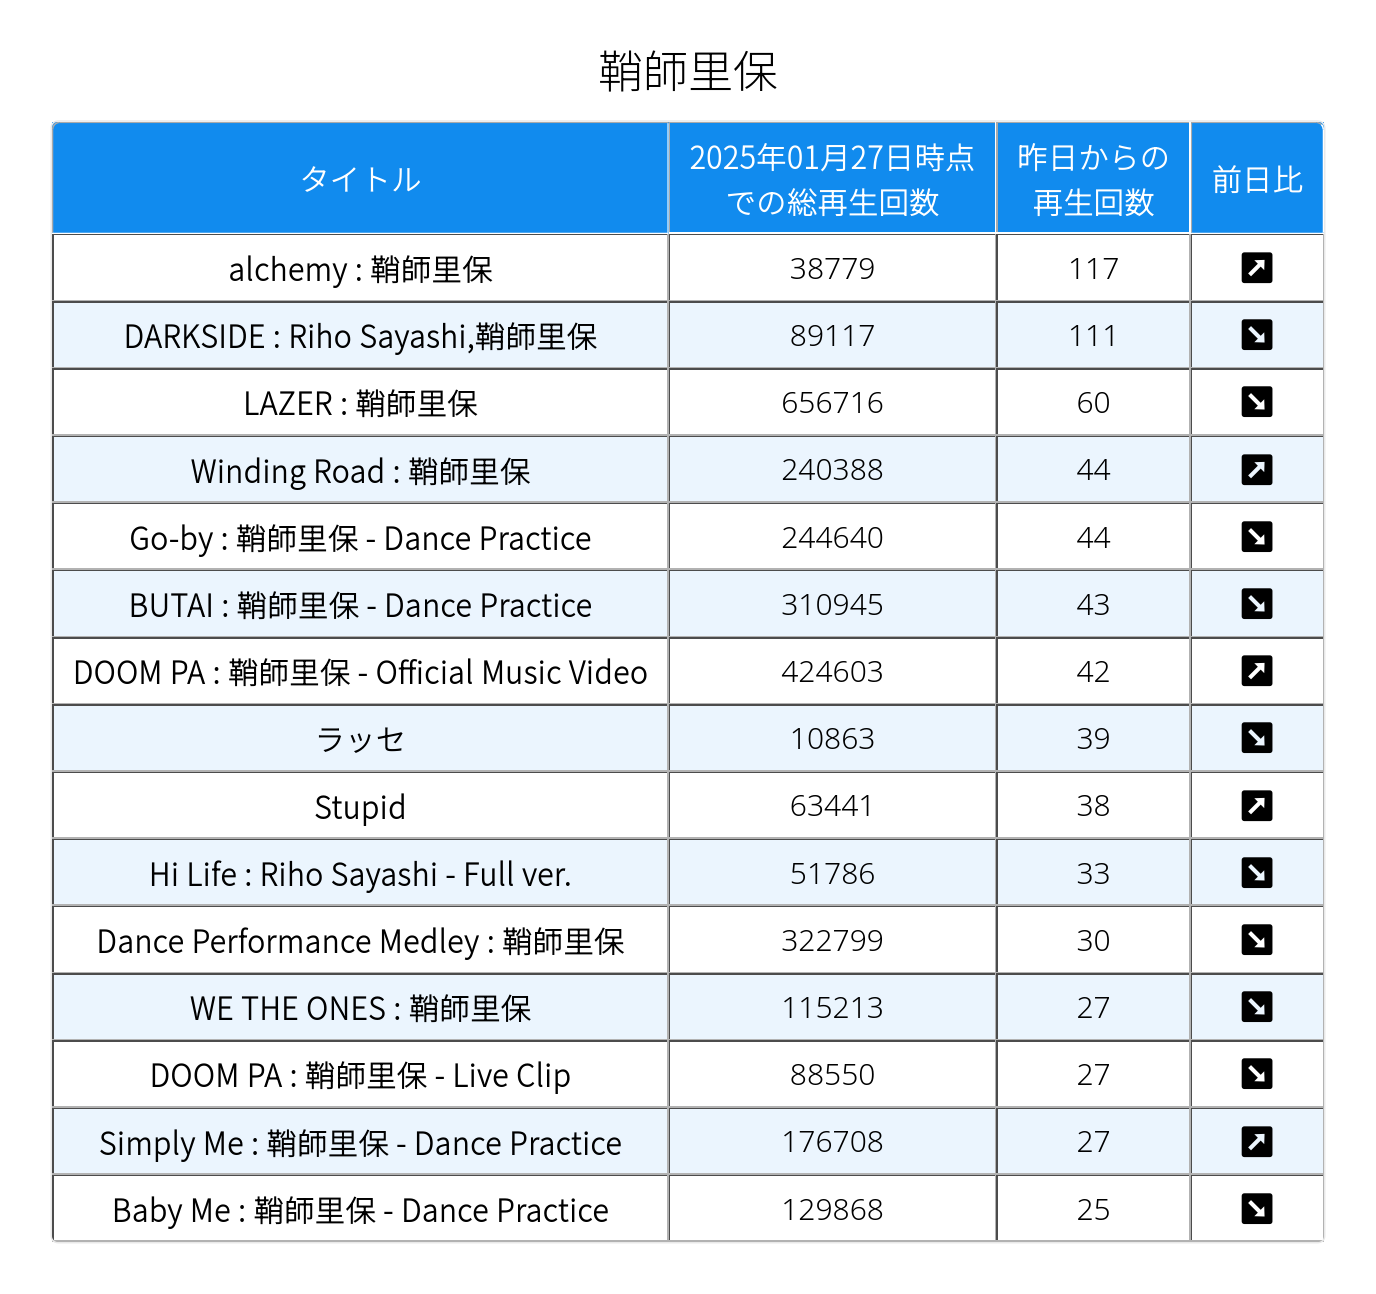 鞘師里保
タイトル
2025年01月27日時点
での総再生回数
昨日からの
再生回数
前日比
alchemy : 鞘師里保 38779 117 ↗
DARKSIDE : Riho Sayashi,鞘師里保 89117 111 ↘
LAZER : 鞘師里保 656716 60 ↘
Winding Road : 鞘師里保 240388 44 ↗
Go-by : 鞘師里保 - Dance Practice 244640 44 ↘
BUTAI : 鞘師里保 - Dance Practice 310945 43 ↘
DOOM PA : 鞘師里保 - Official Music Video 424603 42 ↗
ラッセ 10863 39 ↘
Stupid 63441 38 ↗
Hi Life : Riho Sayashi - Full ver. 51786 33 ↘
Dance Performance Medley : 鞘師里保 322799 30 ↘
WE THE ONES : 鞘師里保 115213 27 ↘
DOOM PA : 鞘師里保 - Live Clip 88550 27 ↘
Simply Me : 鞘師里保 - Dance Practice 176708 27 ↗
Baby Me : 鞘師里保 - Dance Practice 129868 25 ↘